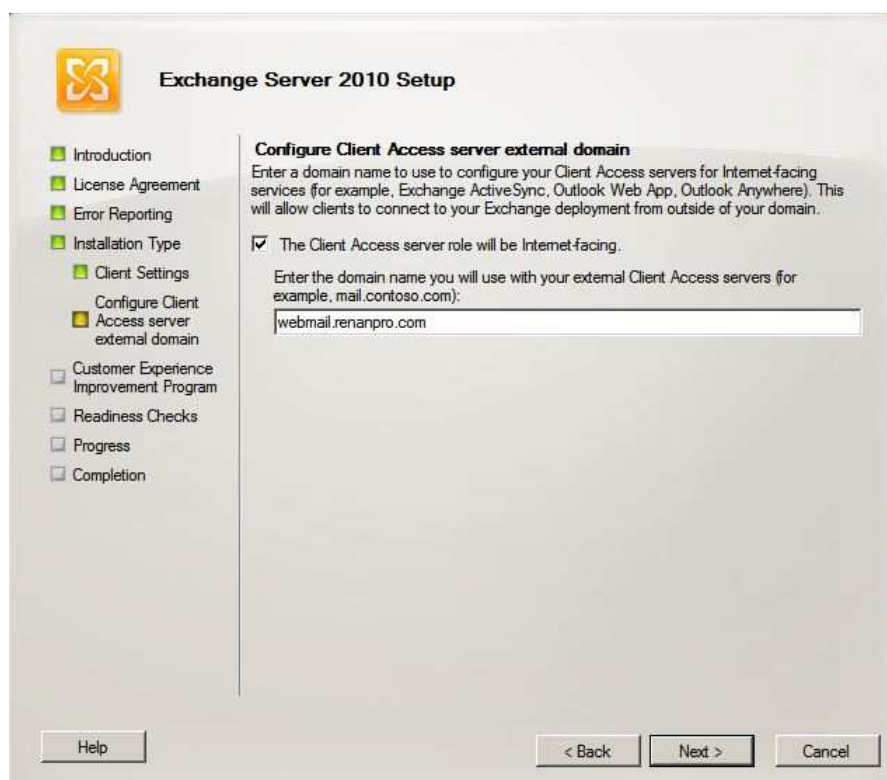 Exchange Server 2010 Setup
Introduction
License Agreement
Error Reporting
Installation Type
Client Settings
Configure Client
Access server
external domain
Customer Experience
Improvement Program
Readiness Checks
Progress
Completion
Configure Client Access server external domain
Enter a domain name to use to configure your Client Access servers for Internet-facing
services (for example, Exchange ActiveSync, Outlook Web App, Outlook Anywhere). This
will allow clients to connect to your Exchange deployment from outside of your domain.
The Client Access server role will be Internet-facing.
Enter the domain name you will use with your external Client Access servers (for
example, mail.contoso.com):
webmail.renanpro.com
Help
< Back
Next >
Cancel